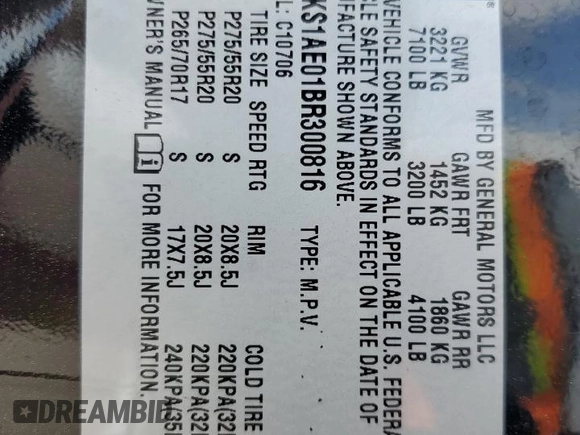 MFD BY GENERAL MOTORS LLC
GVWR GAWR FRT GAWR RR
3221 KG 1452 KG 1860 KG
7100 LB 3200 LB 4100 LB
VEHICLE CONFORMS TO ALL APPLICABLE U.S. FEDERA
CLE SAFETY STANDARDS IN EFFECT ON THE DATE OF
FACTURE SHOWN ABOVE.
KS1AE01BR300816 TYPE: M.P.V.
L: C10706
TIRE SIZE SPEED RTG RIM COLD TIRE
P275/55R20 S 20X8.5J 220KPA(32
P275/55R20 S 20X8.5J 220KPA(32
P265/70R17 S 17X7.5J 240KPA(35
WNER'S MANUAL FOR MORE INFORMATION.
DREAMBID